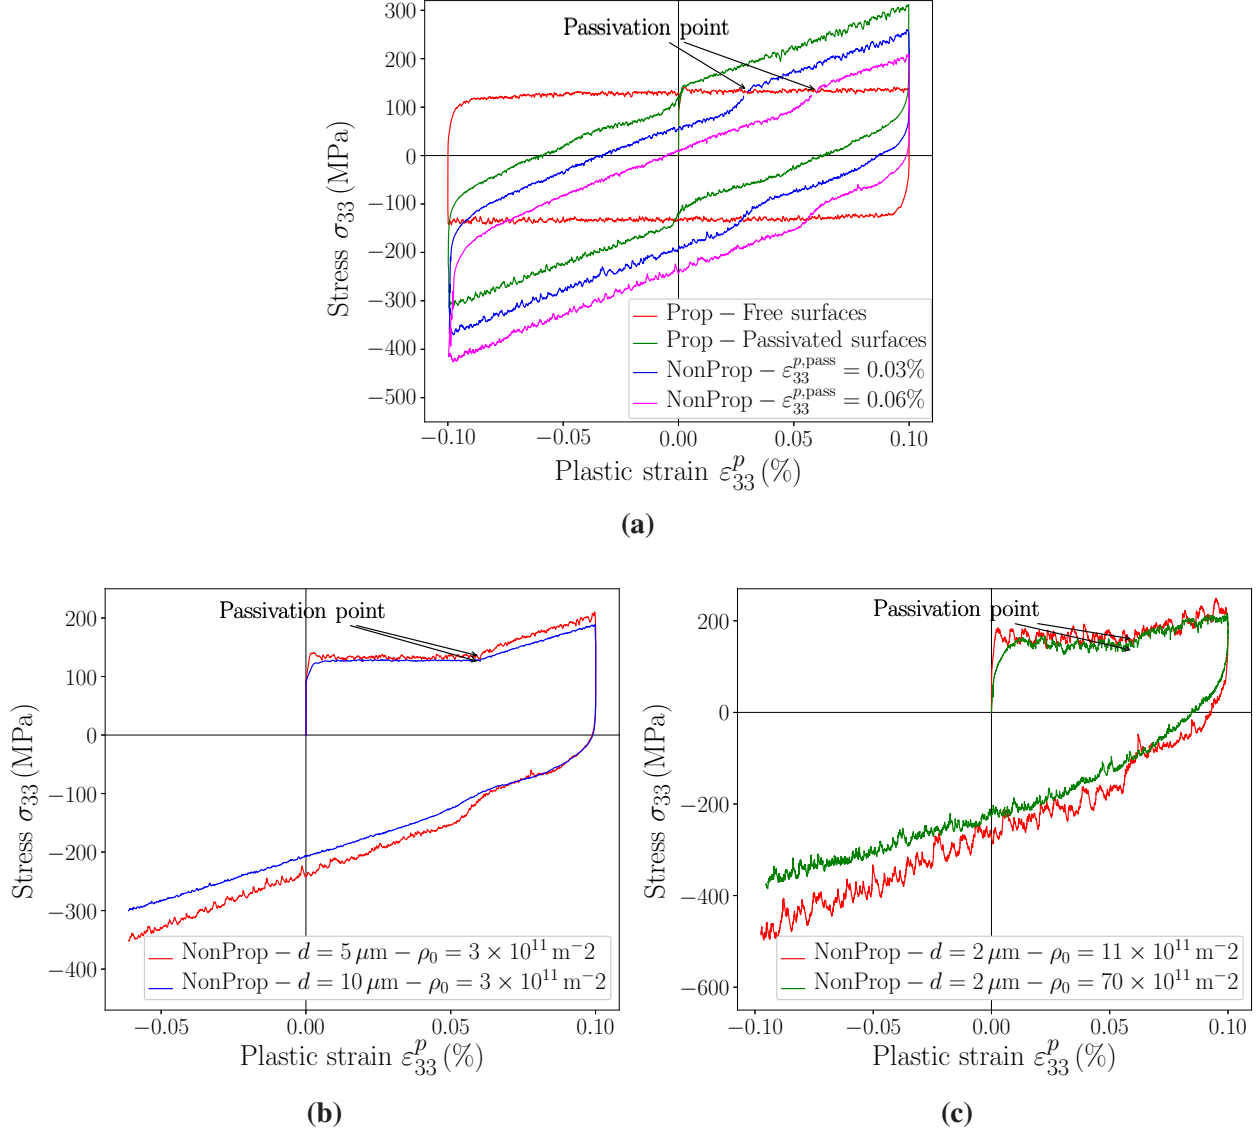 300
200
100
0
−100
−200
−300
−400
−500
Stress σ33 (MPa)
Passivation point
Prop − Free surfaces
Prop − Passivated surfaces
NonProp − ε33^{p,pass} = 0.03%
NonProp − ε33^{p,pass} = 0.06%
−0.10 −0.05 0.00 0.05 0.10
Plastic strain ε33^p (%)
(a)
200
100
0
−100
−200
−300
−400
Stress σ33 (MPa)
Passivation point
NonProp − d = 5 μm − ρ0 = 3 × 10^11 m−2
NonProp − d = 10 μm − ρ0 = 3 × 10^11 m−2
−0.05 0.00 0.05 0.10
Plastic strain ε33^p (%)
(b)
200
0
−200
−400
−600
Stress σ33 (MPa)
Passivation point
NonProp − d = 2 μm − ρ0 = 11 × 10^11 m−2
NonProp − d = 2 μm − ρ0 = 70 × 10^11 m−2
−0.10 −0.05 0.00 0.05 0.10
Plastic strain ε33^p (%)
(c)